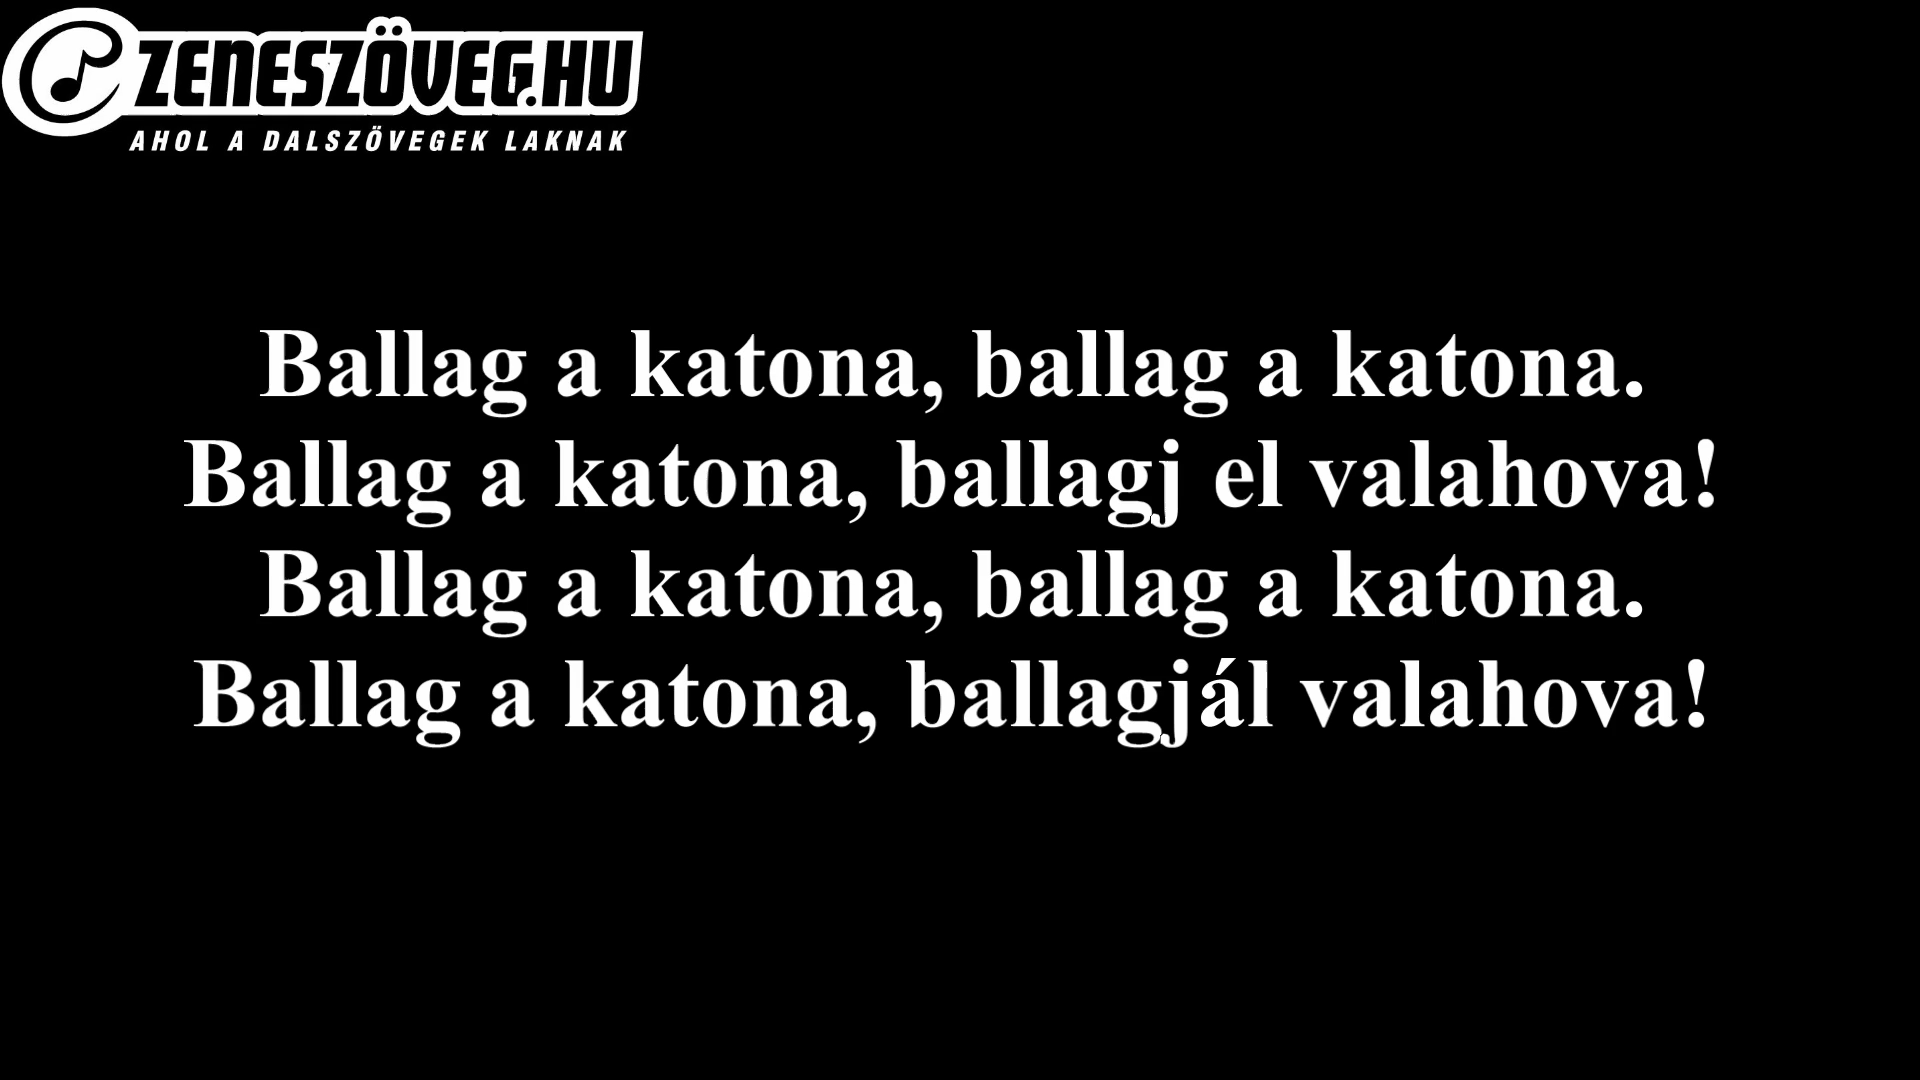 ZENESZÖVEG.HU
AHOL A DALSZÖVEGEK LAKNAK
Ballag a katona, ballag a katona.
Ballag a katona, ballagj el valahova!
Ballag a katona, ballag a katona.
Ballag a katona, ballagjál valahova!